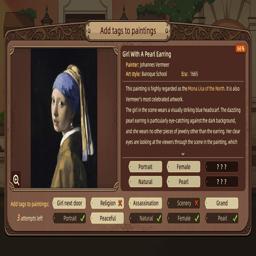 Add tags to paintings
66%
Girl With A Pearl Earring
Painter: Johannes Vermeer
Art style: Baroque School Era: 1665
The painting is highly regarded as the Mona Lisa of the North. It is also
Vermeer's most celebrated artwork.
The girl in the scene wears a visually striking blue headscarf. The dazzling
pearl earring is particularly eye-catching against the dark background,
and she wears no other pieces of jewelry other than the earring. Her clear
eyes are looking at the viewers through the scene in the painting, which
Portrait Female ? ? ?
Natural Pearl ? ? ?
Add tags to paintings: Girl next door Religion Assassination Scenery Grand
3 attempts left Portrait Peaceful Natural Female Pearl